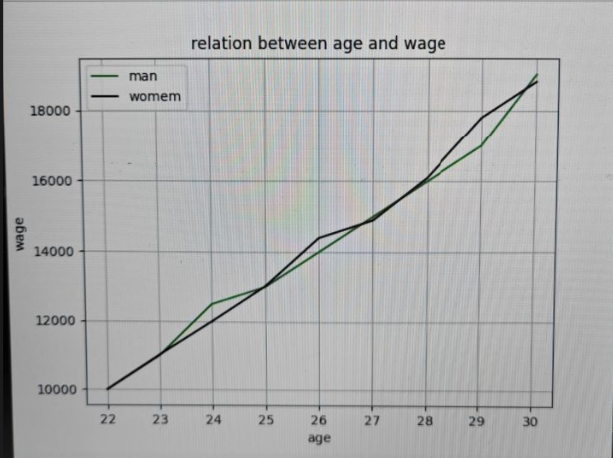 relation between age and wage
man
womem
18000
16000
14000
12000
10000
wage
22 23 24 25 26 27 28 29 30
age